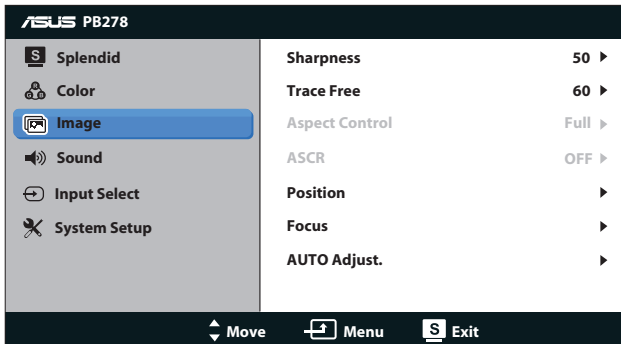 ASUS PB278
S Splendid
Color
Image
Sound
Input Select
System Setup
Sharpness 50
Trace Free 60
Aspect Control Full
ASCR OFF
Position
Focus
AUTO Adjust.
Move Menu S Exit